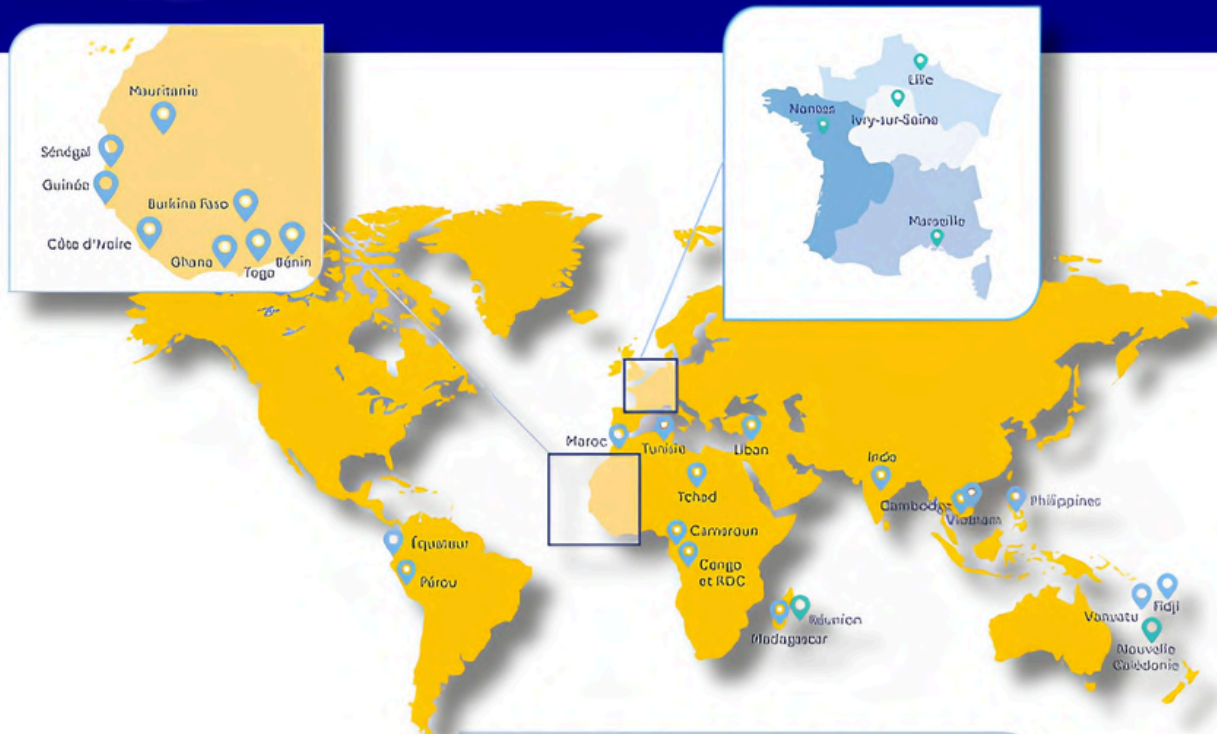 Mauritanie
Sénégal
Guinée
Burkina Faso
Côte d'Ivoire
Ghana
Togo
Bénin
Lille
Nantes
Ivry-sur-Seine
Marseille
Maroc
Tunisie
Liban
Tchad
Inde
Cambodge
Vietnam
Philippines
Cameroun
Congo
et RDC
Équateur
Pérou
Réunion
Madagascar
Vanuatu
Fidji
Nouvelle
Calédonie